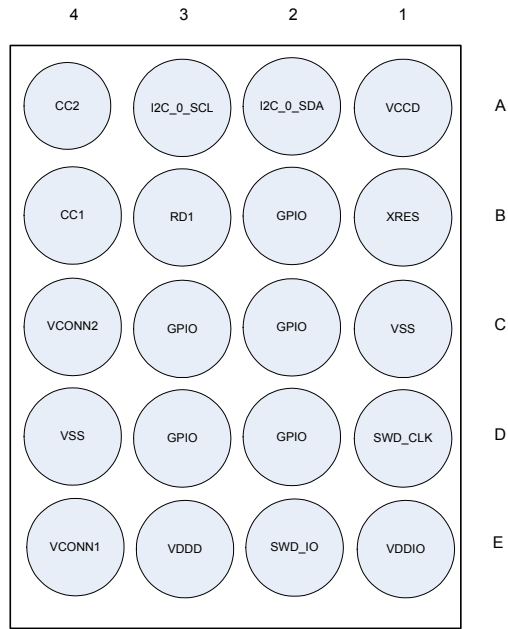 4 3 2 1
CC2 I2C_0_SCL I2C_0_SDA VCCD A
CC1 RD1 GPIO XRES B
VCONN2 GPIO GPIO VSS C
VSS GPIO GPIO SWD_CLK D
VCONN1 VDDD SWD_IO VDDIO E